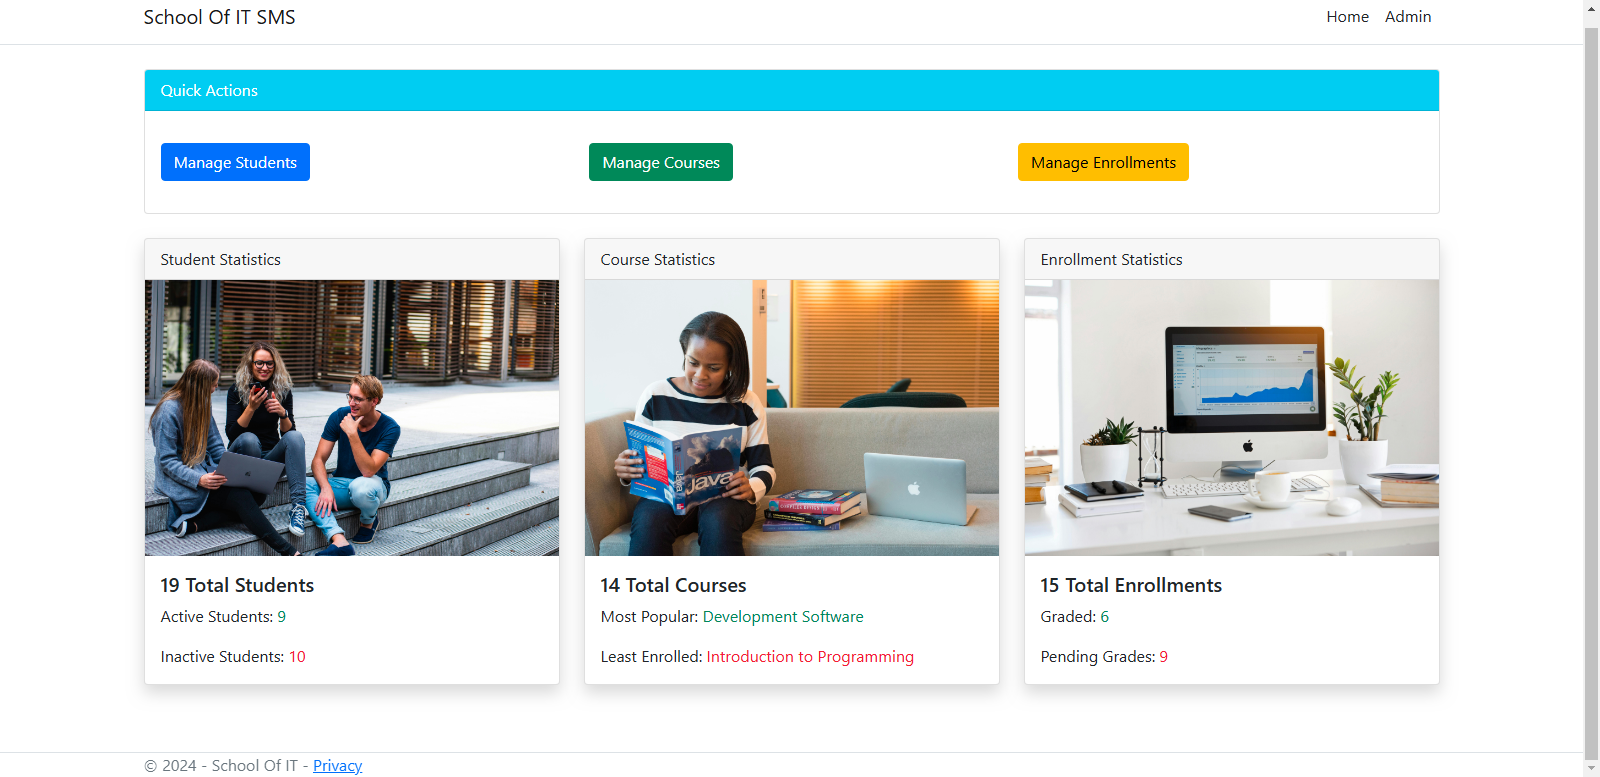 School Of IT SMS
Home Admin
Quick Actions
Manage Students
Manage Courses
Manage Enrollments
Student Statistics
Course Statistics
Enrollment Statistics
Java
Java
19 Total Students
Active Students: 9
Inactive Students: 10
14 Total Courses
Most Popular: Development Software
Least Enrolled: Introduction to Programming
15 Total Enrollments
Graded: 6
Pending Grades: 9
© 2024 - School Of IT - Privacy